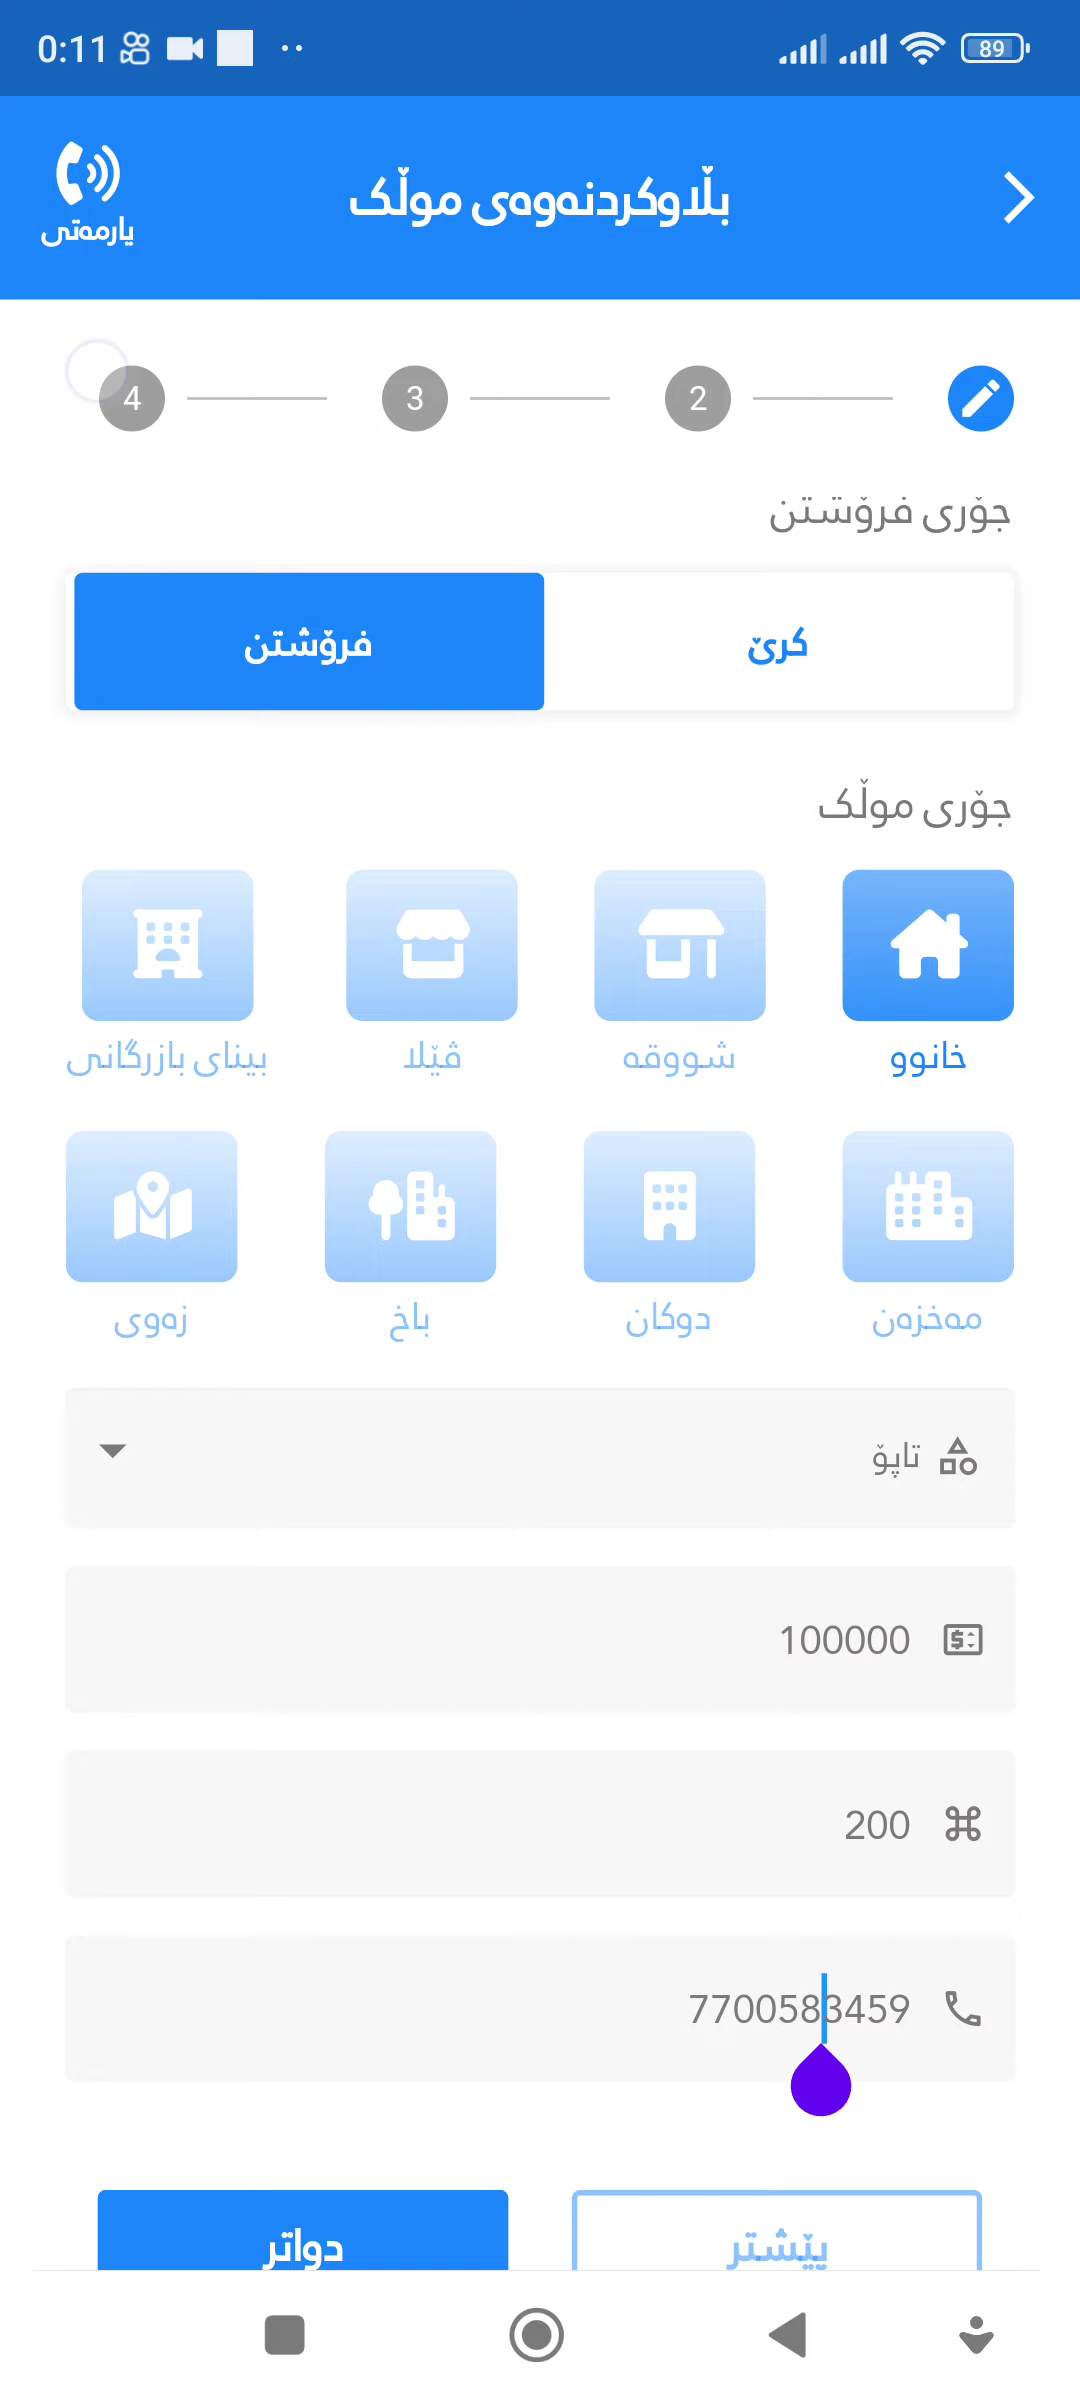 0:11
89
بڵاوکردنەوەی موڵک
یارمەتی
2
3
4
جۆری فرۆشتن
کرێ
فرۆشتن
جۆری موڵک
خانوو
شووقە
ڤێلا
بینای بازرگانی
مەخزەن
دوکان
باخ
زەوی
تاپۆ
100000
200
7700583459
پێشتر
دواتر